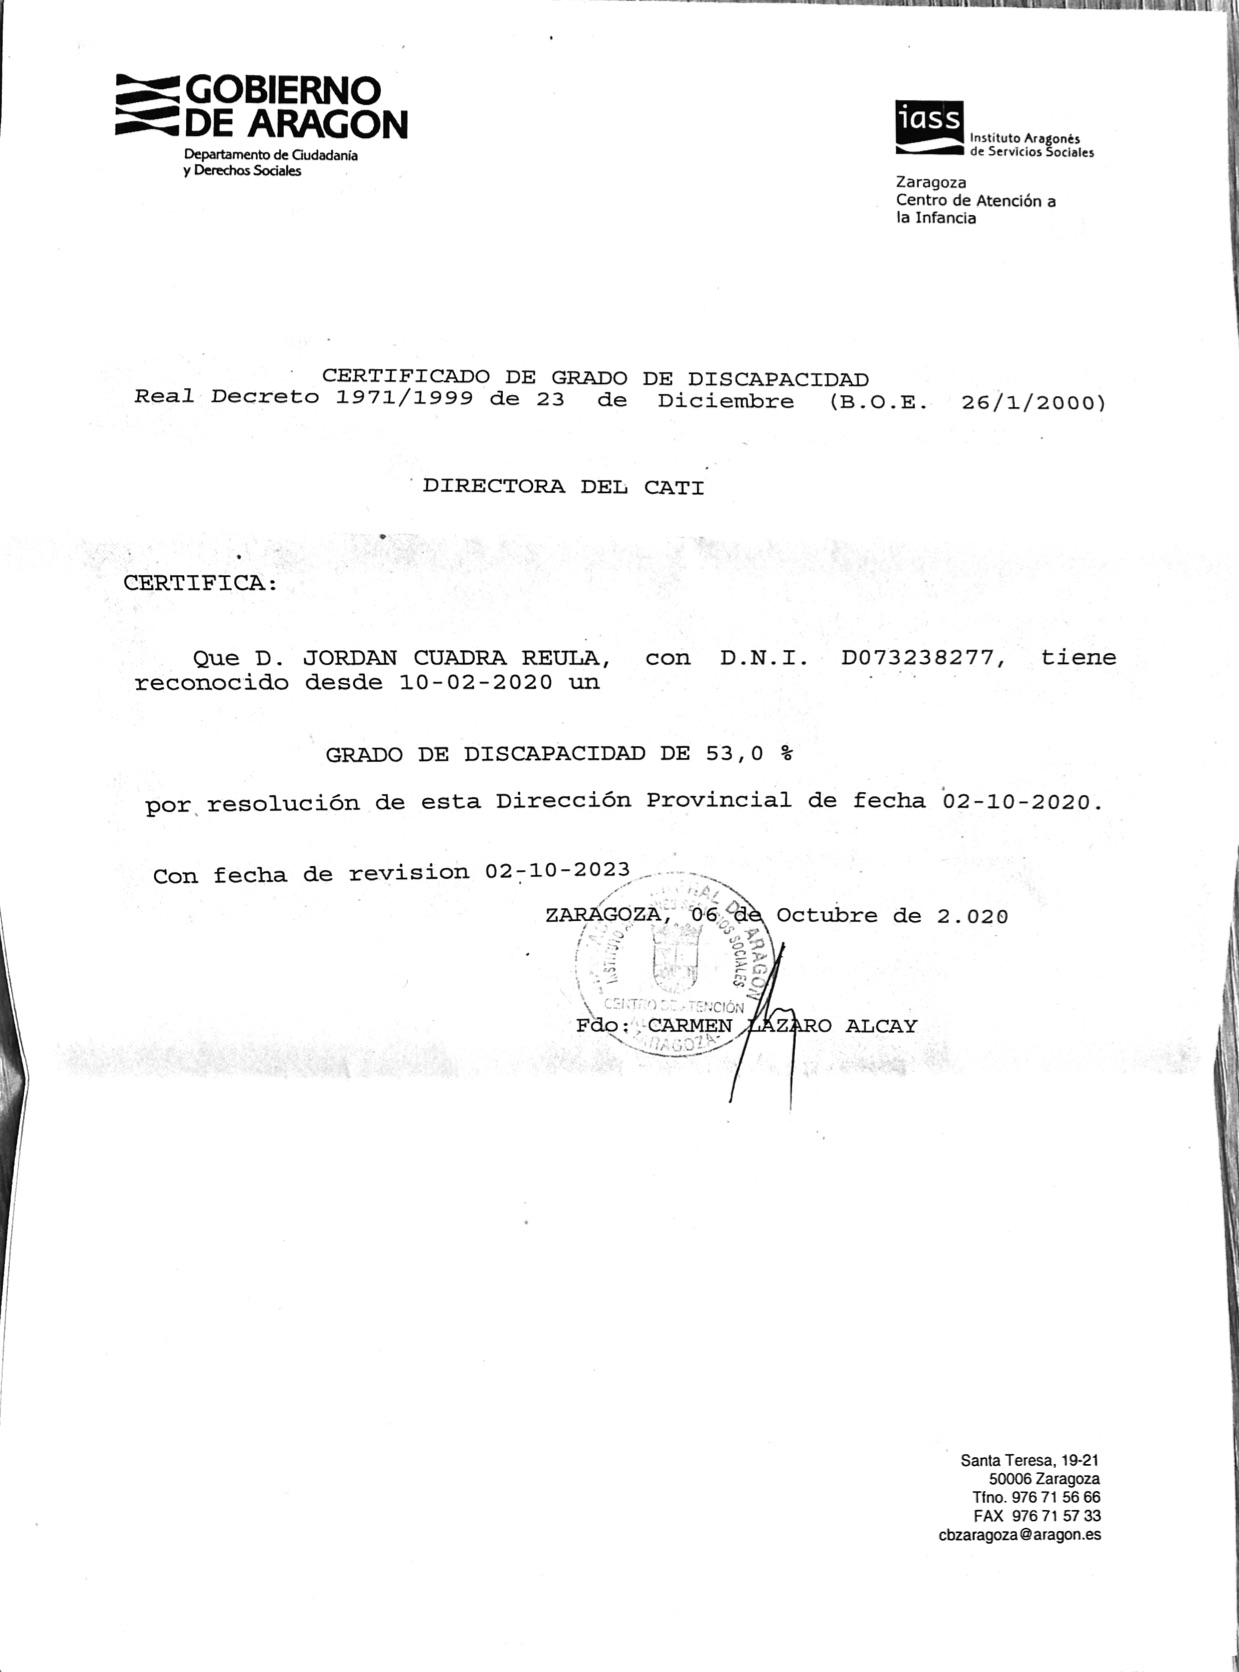 GOBIERNO
DE ARAGON
Departamento de Ciudadanía
y Derechos Sociales
iass
Instituto Aragonés
de Servicios Sociales
Zaragoza
Centro de Atención a
la Infancia
CERTIFICADO DE GRADO DE DISCAPACIDAD
Real Decreto 1971/1999 de 23 de Diciembre (B.O.E. 26/1/2000)
DIRECTORA DEL CATI
CERTIFICA:
Que D. JORDAN CUADRA REULA, con D.N.I. D073238277, tiene
reconocido desde 10-02-2020 un
GRADO DE DISCAPACIDAD DE 53,0 %
por resolución de esta Dirección Provincial de fecha 02-10-2020.
Con fecha de revision 02-10-2023
ZARAGOZA, 06 de Octubre de 2.020
DE ARAGON
INSTITUTO SERVICIOS SOCIALES
CENTRO DE ATENCIÓN
ZARAGOZA
Fdo: CARMEN LAZARO ALCAY
Santa Teresa, 19-21
50006 Zaragoza
Tfno. 976 71 56 66
FAX 976 71 57 33
cbzaragoza@aragon.es